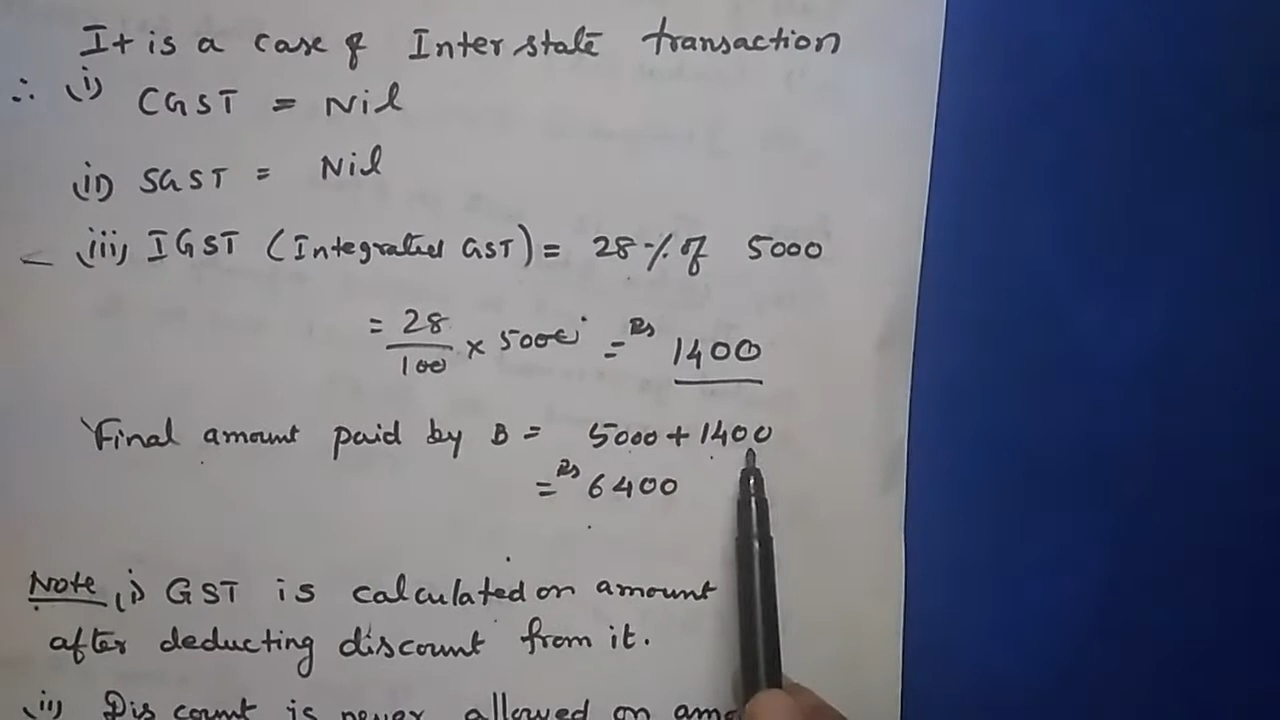 It is a case of Interstate transaction
∴ (i) CGST = Nil
(ii) SGST = Nil
(iii) IGST (Integrated GST) = 28 % of 5000
= 28/100 × 5000 = Rs 1400
Final amount paid by B = 5000 + 1400
= Rs 6400
Note (i) GST is calculated on amount
after deducting discount from it.
(ii) Discount is never allowed on